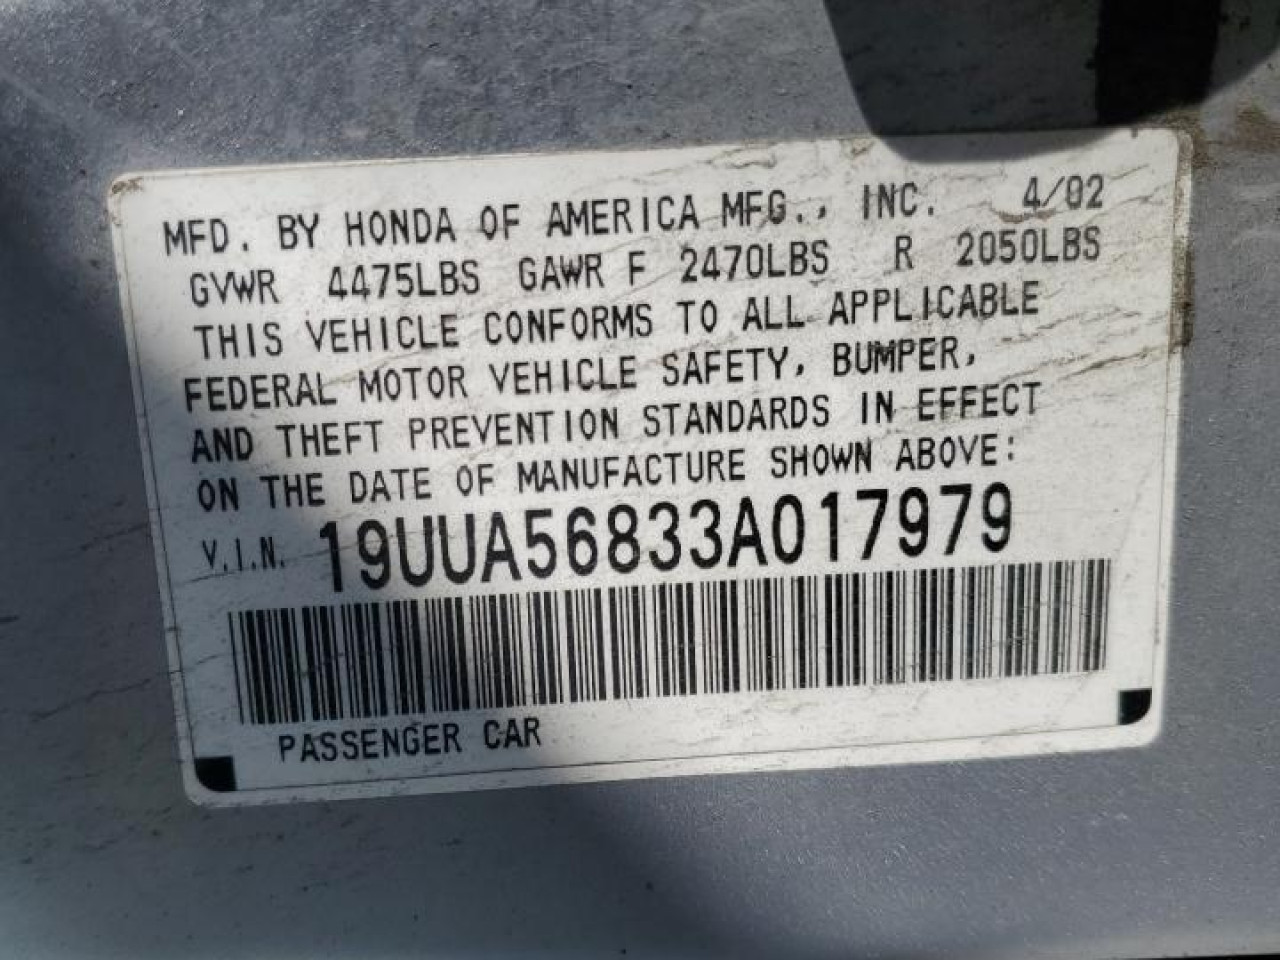 MFD. BY HONDA OF AMERICA MFG., INC. 4/02
GVWR 4475LBS GAWR F 2470LBS R 2050LBS
THIS VEHICLE CONFORMS TO ALL APPLICABLE
FEDERAL MOTOR VEHICLE SAFETY, BUMPER,
AND THEFT PREVENTION STANDARDS IN EFFECT
ON THE DATE OF MANUFACTURE SHOWN ABOVE:
V.I.N. 19UUA56833A017979
PASSENGER CAR